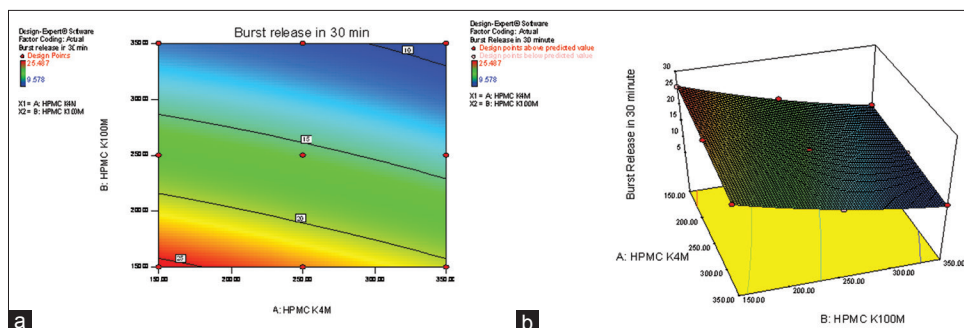 Design-Expert® Software
Factor Coding: Actual
Burst release in 30 min
Design Points
25.487
9.578
X1 = A: HPMC K4M
X2 = B: HPMC K100M
Burst release in 30 min
B: HPMC K100M
350.00
300.00
250.00
200.00
150.00
10
15
20
25
150.00
200.00
250.00
300.00
350.00
A: HPMC K4M
a
Design-Expert® Software
Factor Coding: Actual
Burst Release in 30 minute
Design points above predicted value
Design points below predicted value
25.487
9.578
X1 = A: HPMC K4M
X2 = B: HPMC K100M
Burst Release in 30 minute
30
25
20
15
10
5
150.00
200.00
250.00
300.00
350.00
A: HPMC K4M
150.00
200.00
250.00
300.00
350.00
B: HPMC K100M
b